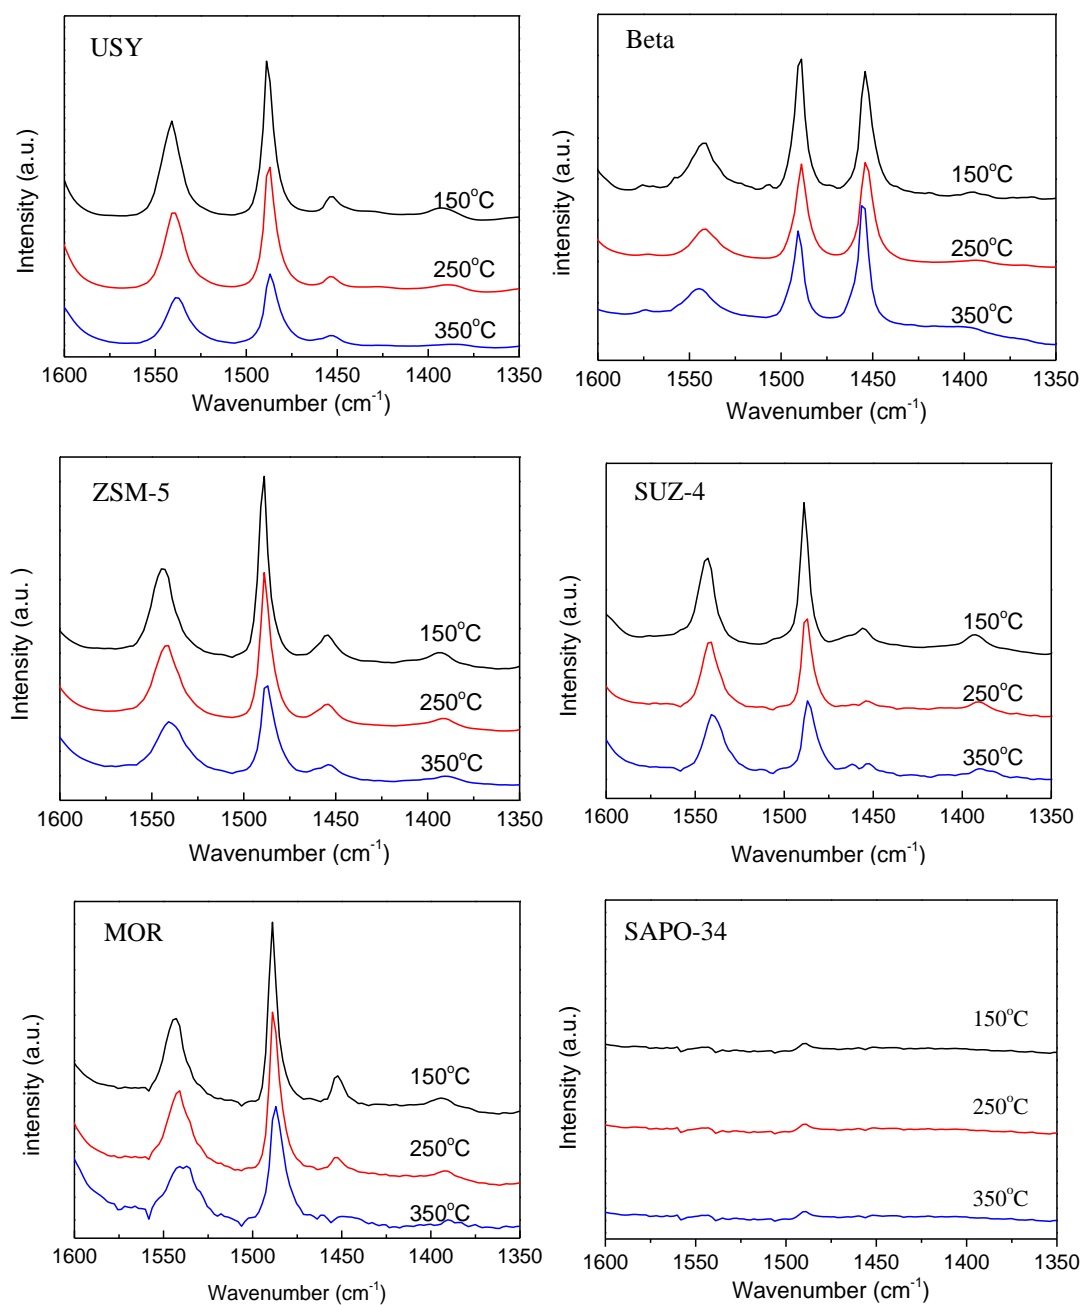 USY
Intensity (a.u.)
150°C
250°C
350°C
1600 1550 1500 1450 1400 1350
Wavenumber (cm-1)
Beta
intensity (a.u.)
150°C
250°C
350°C
1600 1550 1500 1450 1400 1350
Wavenumber (cm-1)
ZSM-5
Intensity (a.u. )
150°C
250°C
350°C
1600 1550 1500 1450 1400 1350
Wavenumber (cm-1)
SUZ-4
Intensity (a.u.)
150°C
250°C
350°C
1600 1550 1500 1450 1400 1350
Wavenumber (cm-1)
MOR
intensity (a.u.)
150°C
250°C
350°C
1600 1550 1500 1450 1400 1350
Wavenumber (cm-1)
SAPO-34
Intensity (a.u.)
150°C
250°C
350°C
1600 1550 1500 1450 1400 1350
Wavenumber (cm-1)